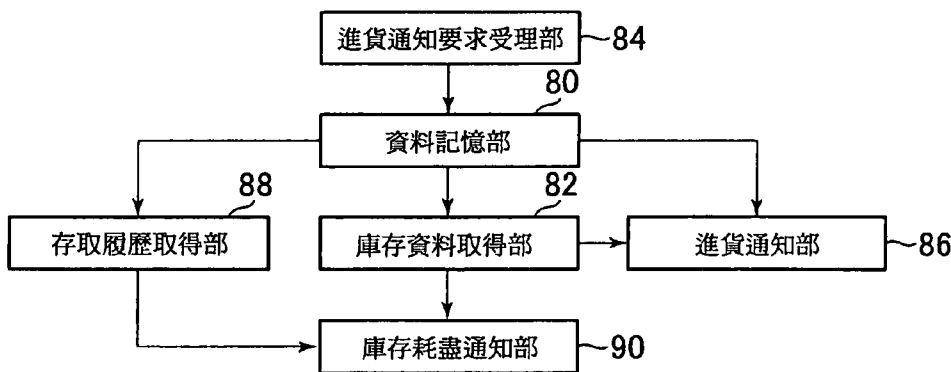 進貨通知要求受理部 84
80
資料記憶部
88 82
存取履歷取得部 庫存資料取得部 進貨通知部 86
庫存耗盡通知部 90